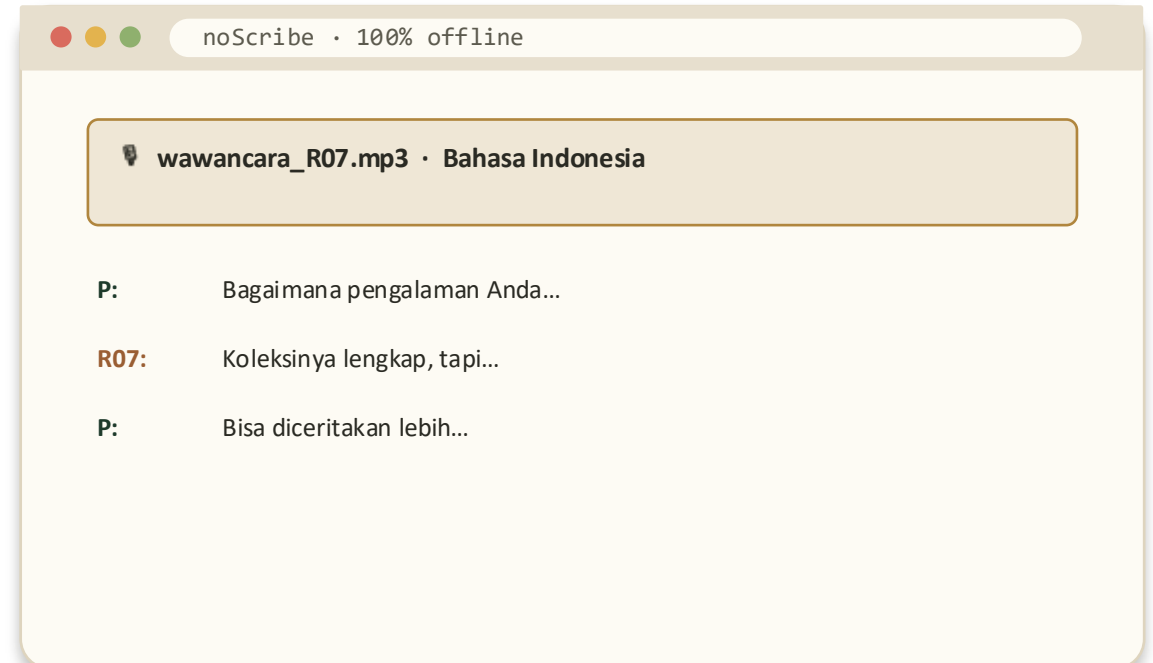 noScribe · 100% offline
wawancara_R07.mp3 · Bahasa Indonesia
P: Bagaimana pengalaman Anda…
R07: Koleksinya lengkap, tapi…
P: Bisa diceritakan lebih…